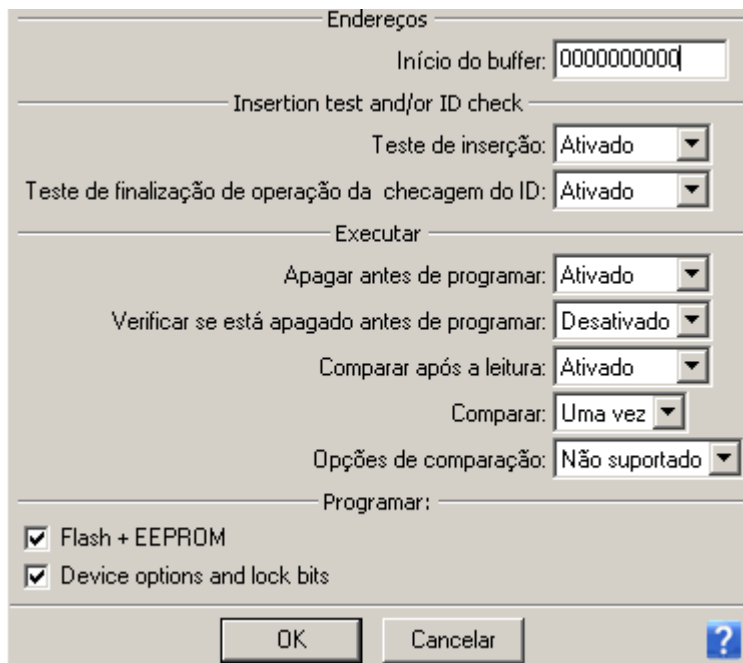 Endereços
Início do buffer: 0000000000
Insertion test and/or ID check
Teste de inserção: Ativado
Teste de finalização de operação da checagem do ID: Ativado
Executar
Apagar antes de programar: Ativado
Verificar se está apagado antes de programar: Desativado
Comparar após a leitura: Ativado
Comparar: Uma vez
Opções de comparação: Não suportado
Programar:
Flash + EEPROM
Device options and lock bits
OK Cancelar ?